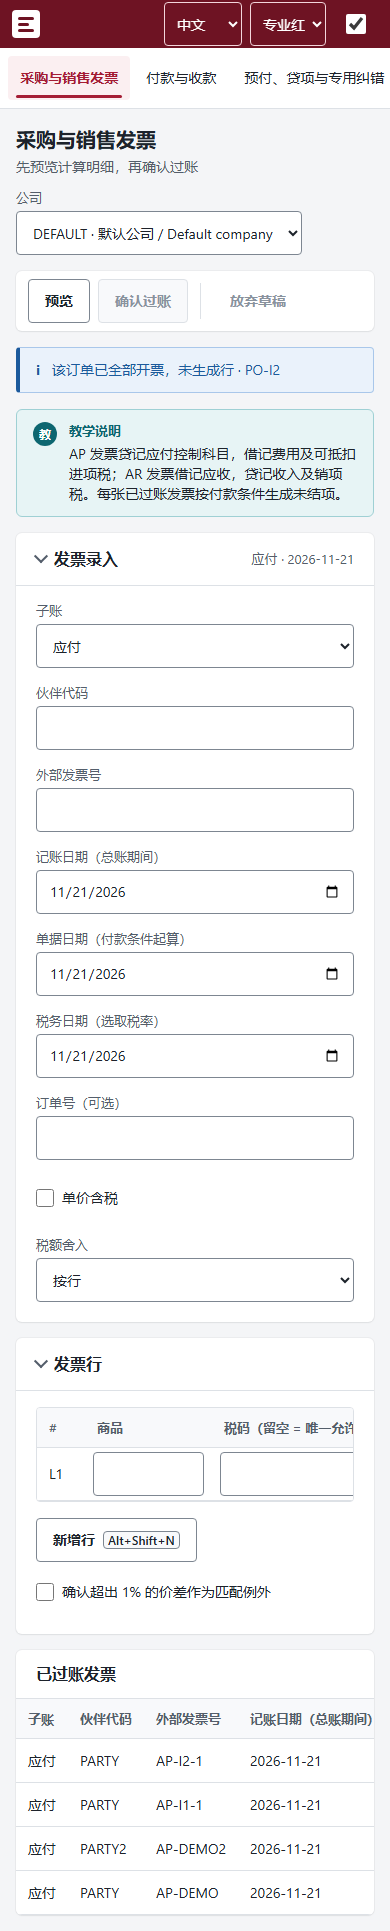 中文
专业红
采购与销售发票
付款与收款
预付、贷项与专用纠错
采购与销售发票
先预览计算明细，再确认过账
公司
DEFAULT · 默认公司 / Default company
预览
确认过账
放弃草稿
i 该订单已全部开票，未生成行 · PO-I2
教 教学说明
AP 发票贷记应付控制科目，借记费用及可抵扣
进项税；AR 发票借记应收，贷记收入及销项
税。每张已过账发票按付款条件生成未结项。
发票录入
应付 · 2026-11-21
子账
应付
伙伴代码
外部发票号
记账日期（总账期间）
11/21/2026
单据日期（付款条件起算）
11/21/2026
税务日期（选取税率）
11/21/2026
订单号（可选）
单价含税
税额舍入
按行
发票行
# 商品 税码（留空 = 唯一允许
L1
新增行 Alt+Shift+N
确认超出 1% 的价差作为匹配例外
已过账发票
子账 伙伴代码 外部发票号 记账日期（总账期间）
应付 PARTY AP-I2-1 2026-11-21
应付 PARTY AP-I1-1 2026-11-21
应付 PARTY2 AP-DEMO2 2026-11-21
应付 PARTY AP-DEMO 2026-11-21